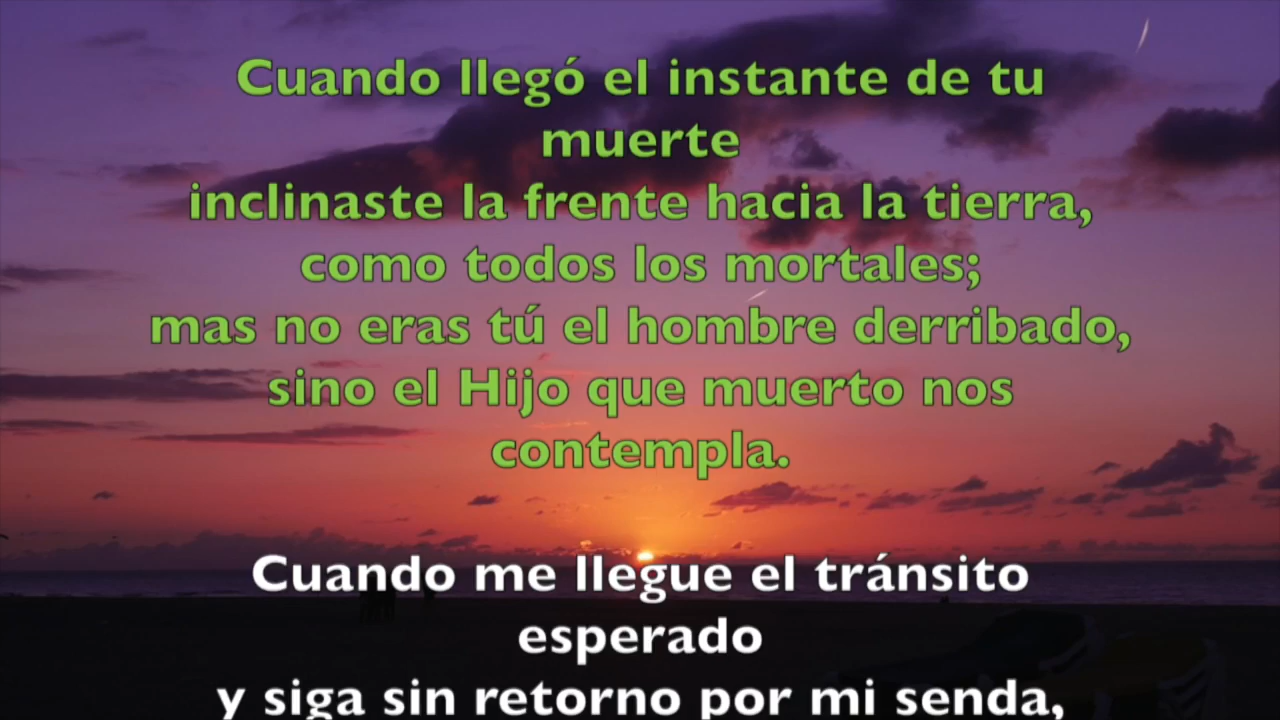 Cuando llegó el instante de tu
muerte
inclinaste la frente hacia la tierra,
como todos los mortales;
mas no eras tú el hombre derribado,
sino el Hijo que muerto nos
contempla.
Cuando me llegue el tránsito
esperado
y siga sin retorno por mi senda,